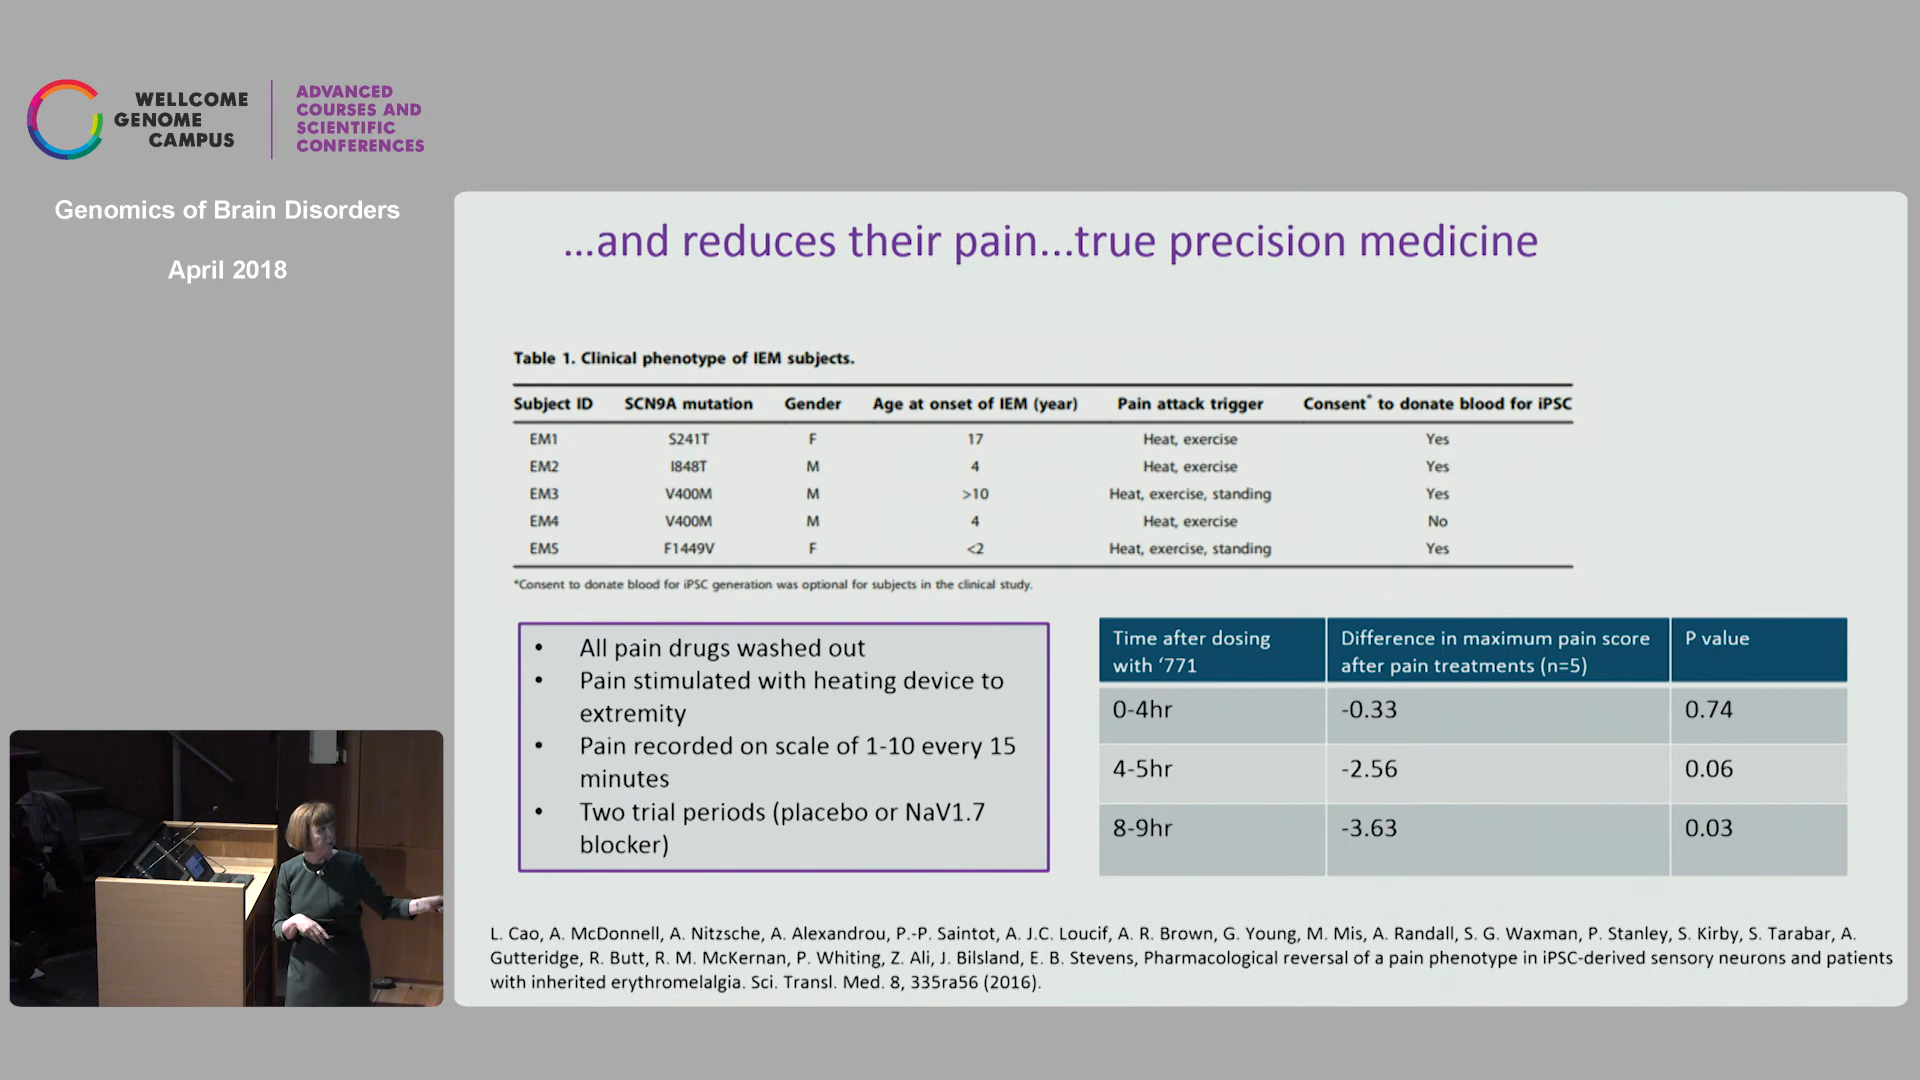 WELLCOME
GENOME
CAMPUS
ADVANCED
COURSES AND
SCIENTIFIC
CONFERENCES
Genomics of Brain Disorders
April 2018
...and reduces their pain...true precision medicine
Table 1. Clinical phenotype of IEM subjects.
Subject ID SCN9A mutation Gender Age at onset of IEM (year) Pain attack trigger Consent* to donate blood for iPSC
EM1 S241T F 17 Heat, exercise Yes
EM2 I848T M 4 Heat, exercise Yes
EM3 V400M M >10 Heat, exercise, standing Yes
EM4 V400M M 4 Heat, exercise No
EM5 F1449V F <2 Heat, exercise, standing Yes
*Consent to donate blood for iPSC generation was optional for subjects in the clinical study.
• All pain drugs washed out
• Pain stimulated with heating device to
extremity
• Pain recorded on scale of 1-10 every 15
minutes
• Two trial periods (placebo or NaV1.7
blocker)
Time after dosing
with ‘771
Difference in maximum pain score
after pain treatments (n=5)
P value
0-4hr -0.33 0.74
4-5hr -2.56 0.06
8-9hr -3.63 0.03
L. Cao, A. McDonnell, A. Nitzsche, A. Alexandrou, P.-P. Saintot, A. J.C. Loucif, A. R. Brown, G. Young, M. Mis, A. Randall, S. G. Waxman, P. Stanley, S. Kirby, S. Tarabar, A.
Gutteridge, R. Butt, R. M. McKernan, P. Whiting, Z. Ali, J. Bilsland, E. B. Stevens, Pharmacological reversal of a pain phenotype in iPSC-derived sensory neurons and patients
with inherited erythromelalgia. Sci. Transl. Med. 8, 335ra56 (2016).